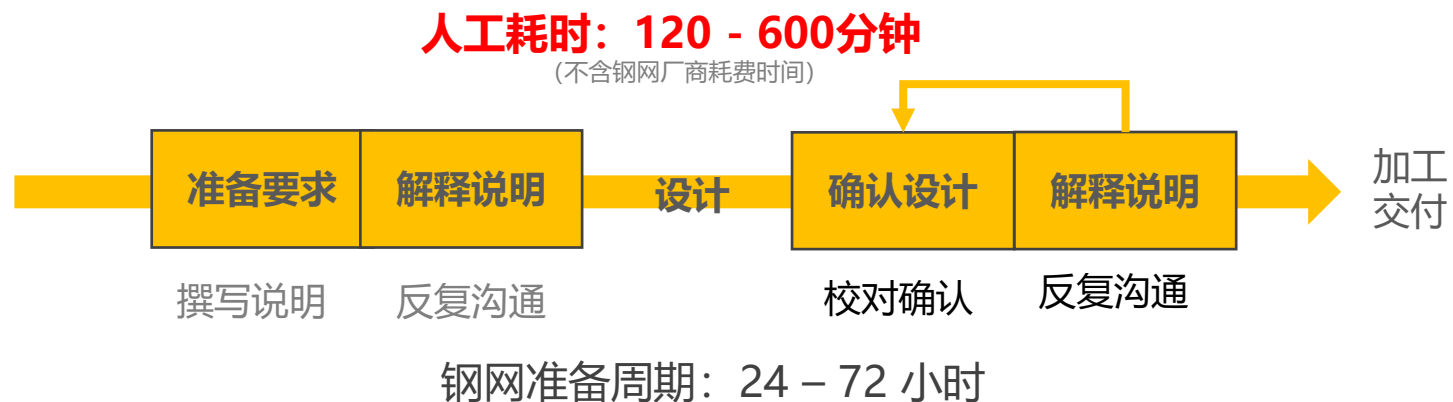 人工耗时：120 - 600分钟
（不含钢网厂商耗费时间）
准备要求
解释说明
设计
确认设计
解释说明
加工
交付
撰写说明
反复沟通
校对确认
反复沟通
钢网准备周期：24 – 72 小时